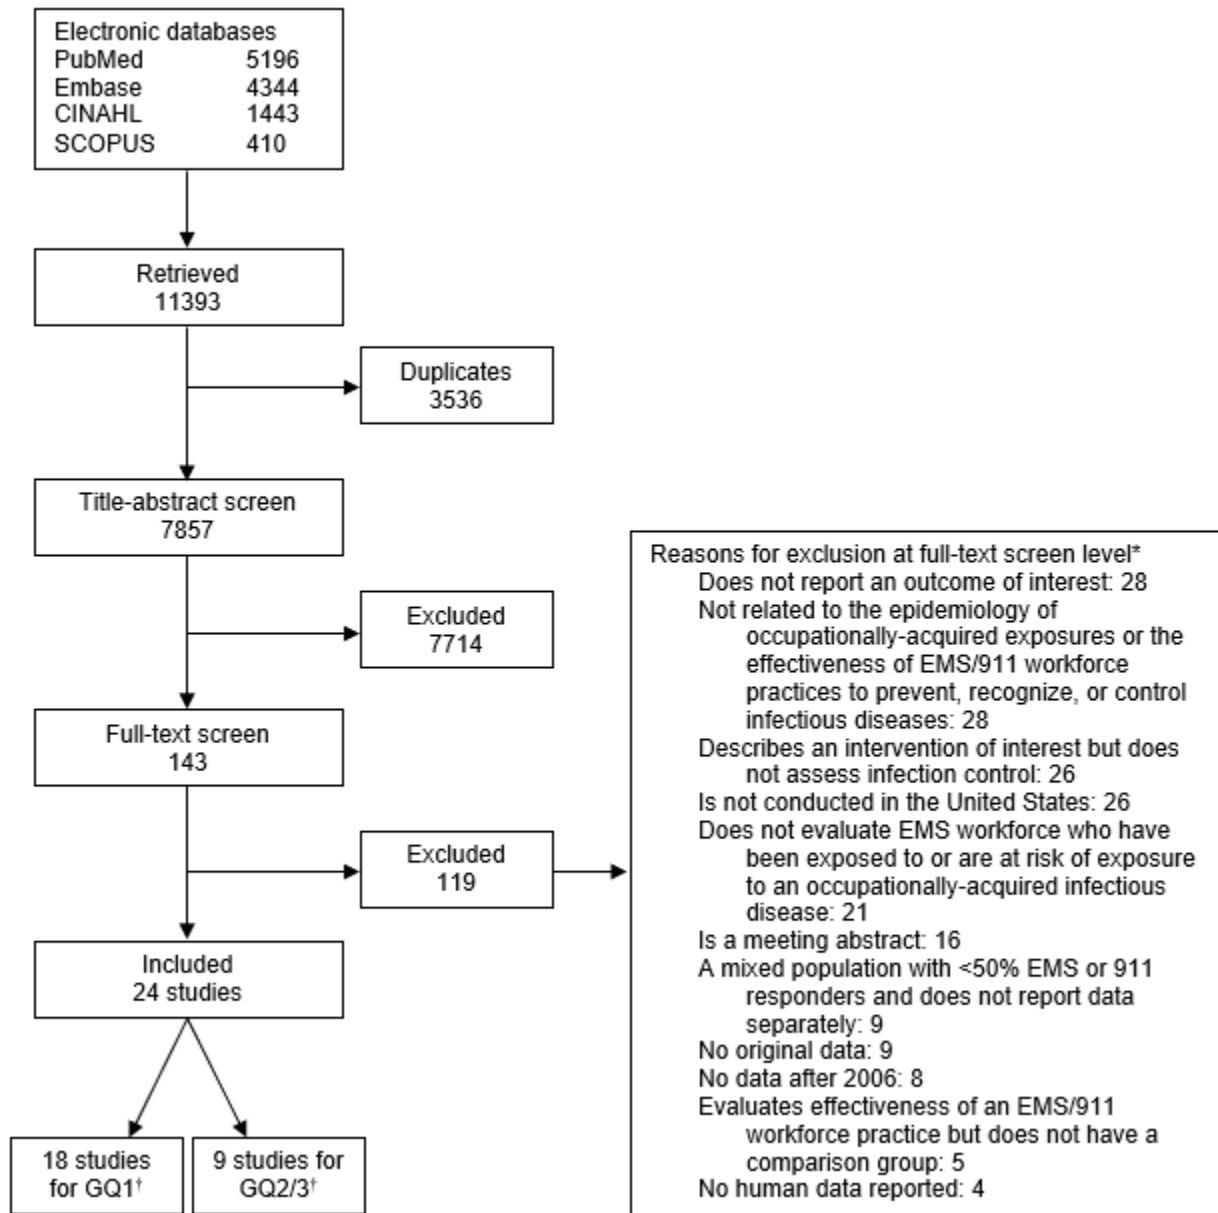 Electronic databases
PubMed 5196
Embase 4344
CINAHL 1443
SCOPUS 410
Retrieved
11393
Duplicates
3536
Title-abstract screen
7857
Excluded
7714
Full-text screen
143
Excluded
119
Included
24 studies
18 studies
for GQ1†
9 studies for
GQ2/3†
Reasons for exclusion at full-text screen level*
Does not report an outcome of interest: 28
Not related to the epidemiology of
occupationally-acquired exposures or the
effectiveness of EMS/911 workforce
practices to prevent, recognize, or control
infectious diseases: 28
Describes an intervention of interest but does
not assess infection control: 26
Is not conducted in the United States: 26
Does not evaluate EMS workforce who have
been exposed to or are at risk of exposure
to an occupationally-acquired infectious
disease: 21
Is a meeting abstract: 16
A mixed population with <50% EMS or 911
responders and does not report data
separately: 9
No original data: 9
No data after 2006: 8
Evaluates effectiveness of an EMS/911
workforce practice but does not have a
comparison group: 5
No human data reported: 4